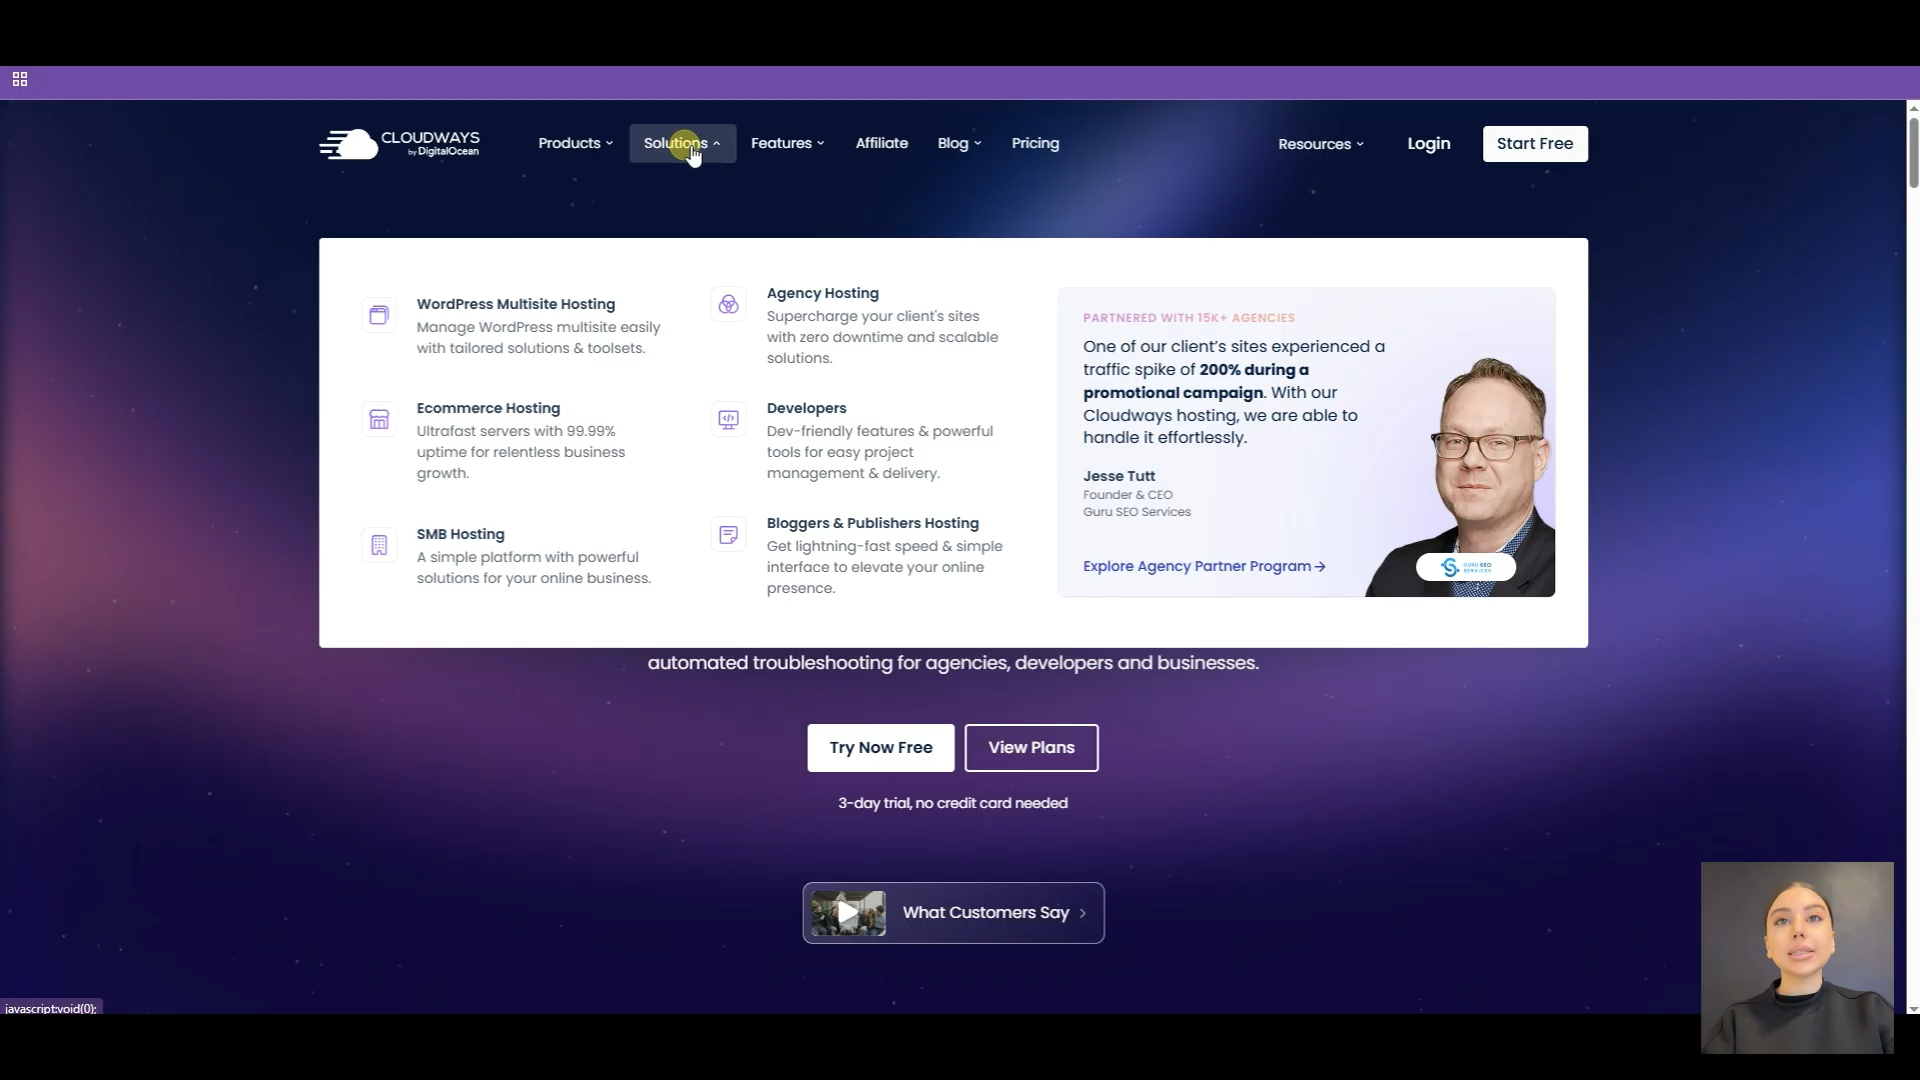 CLOUDWAYS
by DigitalOcean
Products
Solutions
Features
Affiliate
Blog
Pricing
Resources
Login
Start Free
WordPress Multisite Hosting
Manage WordPress multisite easily
with tailored solutions & toolsets.
Ecommerce Hosting
Ultrafast servers with 99.99%
uptime for relentless business
growth.
SMB Hosting
A simple platform with powerful
solutions for your online business.
Agency Hosting
Supercharge your client's sites
with zero downtime and scalable
solutions.
Developers
Dev-friendly features & powerful
tools for easy project
management & delivery.
Bloggers & Publishers Hosting
Get lightning-fast speed & simple
interface to elevate your online
presence.
PARTNERED WITH 15K+ AGENCIES
One of our client's sites experienced a
traffic spike of 200% during a
promotional campaign. With our
Cloudways hosting, we are able to
handle it effortlessly.
Jesse Tutt
Founder & CEO
Guru SEO Services
Explore Agency Partner Program
GURU SEO
SERVICES
automated troubleshooting for agencies, developers and businesses.
Try Now Free
View Plans
3-day trial, no credit card needed
What Customers Say
javascript:void(0);